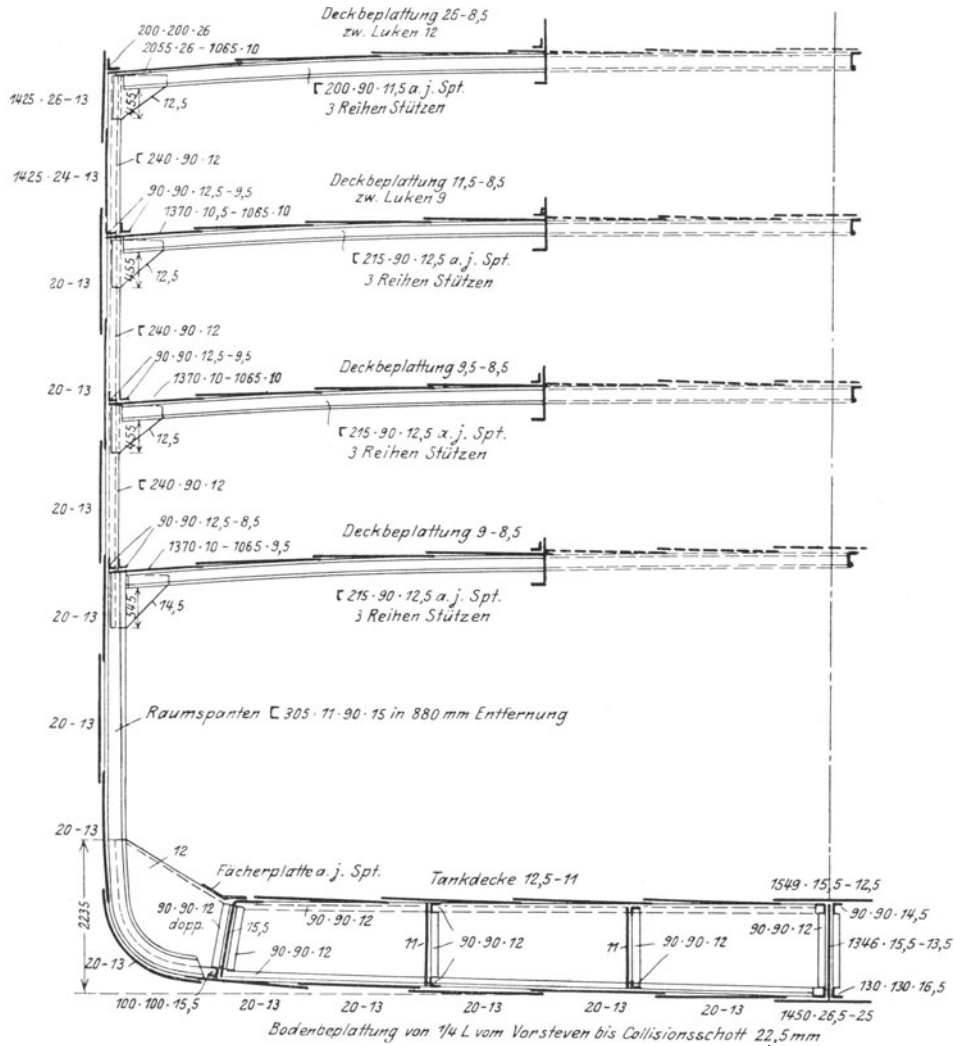 Deckbeplattung 26-8,5
zw. Luken 12
200·200·26
2055·26-1065·10
1425·26-13
455
12,5
[ 200·90·11,5 a.j. Spt.
3 Reihen Stützen
[ 240·90·12
1425·24-13
Deckbeplattung 11,5-8,5
zw. Luken 9
90·90·12,5-9,5
1370·10,5-1065·10
455
12,5
[ 215·90·12,5 a.j. Spt.
3 Reihen Stützen
20-13
[ 240·90·12
90·90·12,5-9,5
Deckbeplattung 9,5-8,5
20-13
1370·10-1065·10
455
12,5
[ 215·90·12,5 a.j. Spt.
3 Reihen Stützen
[ 240·90·12
20-13
90·90·12,5-8,5
Deckbeplattung 9-8,5
1370·10-1065·9,5
545
14,5
[ 215·90·12,5 a.j. Spt.
3 Reihen Stützen
20-13
Raumspanten [ 305·11·90·15 in 880 mm Entfernung
20-13
20-13
12
2235
Fächerplatte a.j. Spt.
Tankdecke 12,5-11
1549·15,5-12,5
90·90·12
dopp.
15,5
90·90·12
90·90·12
11
90·90·12
11
90·90·12
90·90·12
90·90·14,5
1346·15,5-13,5
130·130·16,5
20-13
100·100·15,5
20-13
20-13
20-13
20-13
20-13
1450·26,5-25
Bodenbeplattung von 1/4 L vom Vorsteven bis Collisionsschott 22,5mm